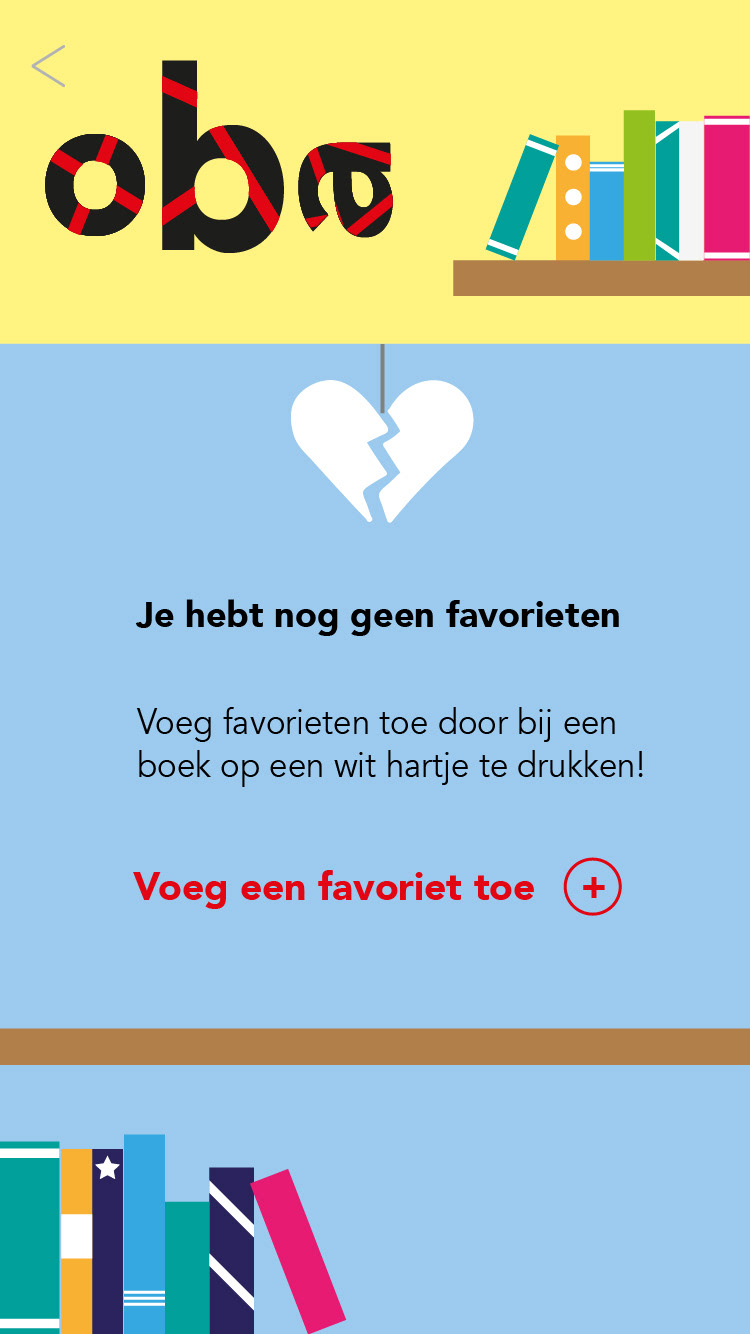 oba
Je hebt nog geen favorieten
Voeg favorieten toe door bij een
boek op een wit hartje te drukken!
Voeg een favoriet toe +